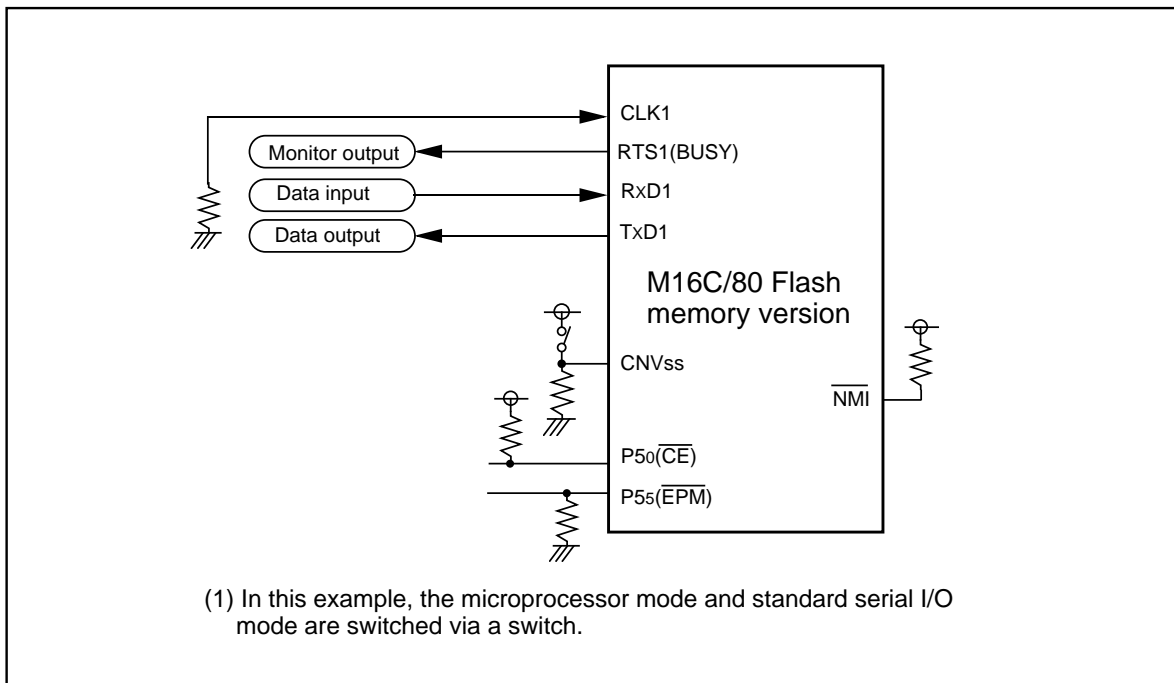 CLK1
Monitor output
RTS1(BUSY)
Data input
RxD1
Data output
TxD1
M16C/80 Flash
memory version
CNVss
NMI
P50(CE)
P55(EPM)
(1) In this example, the microprocessor mode and standard serial I/O
mode are switched via a switch.